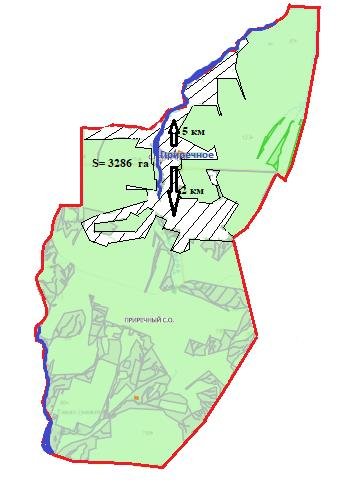 5 км
Приречное
S= 3286 га
2 км
ПРИРЕЧНЫЙ С.О.